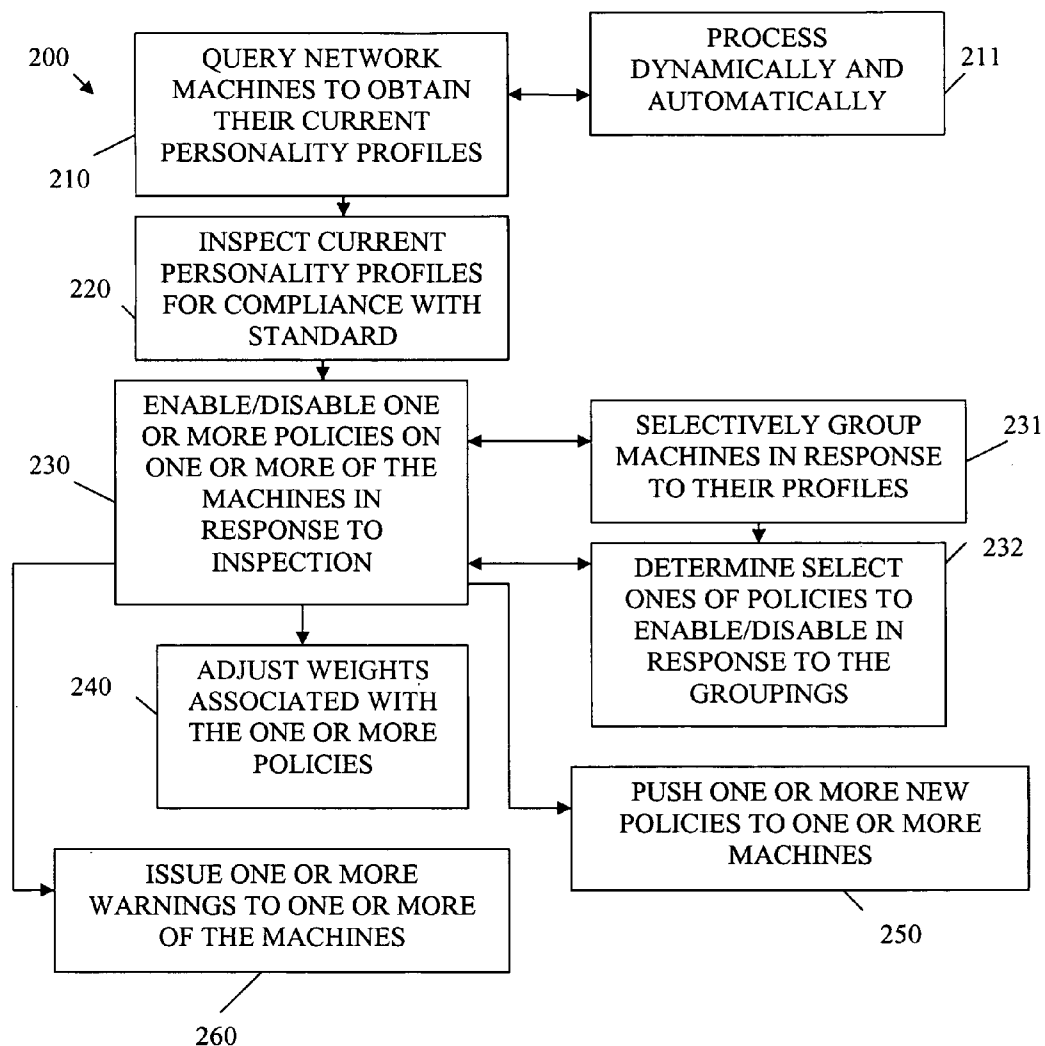 200
QUERY NETWORK
MACHINES TO OBTAIN
THEIR CURRENT
PERSONALITY PROFILES
210
PROCESS
DYNAMICALLY AND
AUTOMATICALLY
211
INSPECT CURRENT
PERSONALITY PROFILES
FOR COMPLIANCE WITH
STANDARD
220
ENABLE/DISABLE ONE
OR MORE POLICIES ON
ONE OR MORE OF THE
MACHINES IN
RESPONSE TO
INSPECTION
230
SELECTIVELY GROUP
MACHINES IN RESPONSE
TO THEIR PROFILES
231
DETERMINE SELECT
ONES OF POLICIES TO
ENABLE/DISABLE IN
RESPONSE TO THE
GROUPINGS
232
ADJUST WEIGHTS
ASSOCIATED WITH
THE ONE OR MORE
POLICIES
240
PUSH ONE OR MORE NEW
POLICIES TO ONE OR MORE
MACHINES
250
ISSUE ONE OR MORE
WARNINGS TO ONE OR MORE
OF THE MACHINES
260